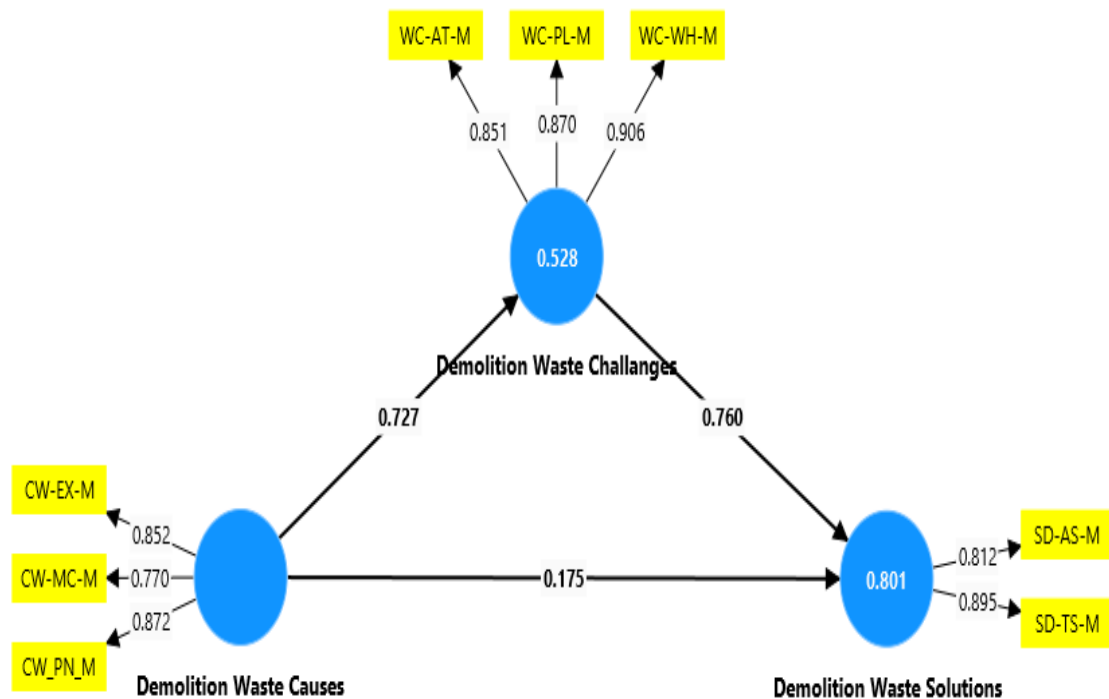 WC-AT-M WC-PL-M WC-WH-M
0.851 0.870 0.906
0.528
Demolition Waste Challanges
0.727 0.760
CW-EX-M
0.852
CW-MC-M 0.770
0.872
CW_PN_M
0.175
0.801
0.812 SD-AS-M
0.895 SD-TS-M
Demolition Waste Causes
Demolition Waste Solutions